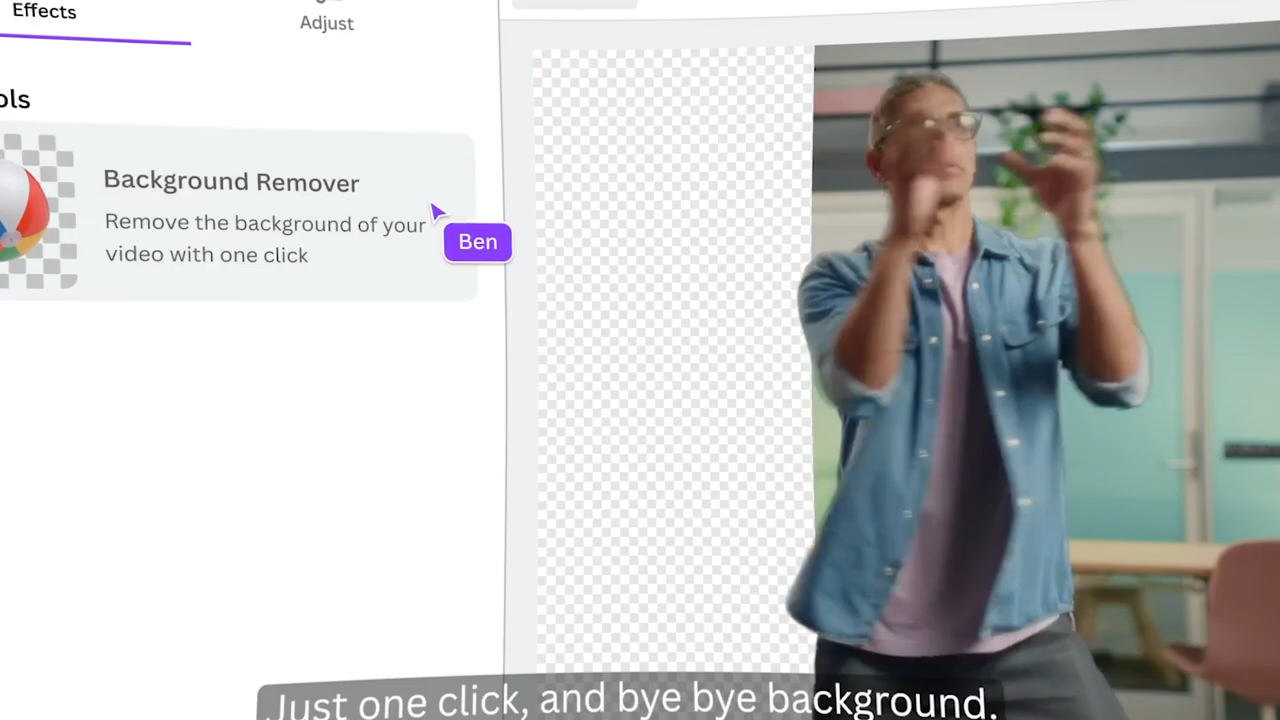 Effects
Adjust
ols
Background Remover
Remove the background of your
video with one click
Ben
Just one click, and bye bye background.